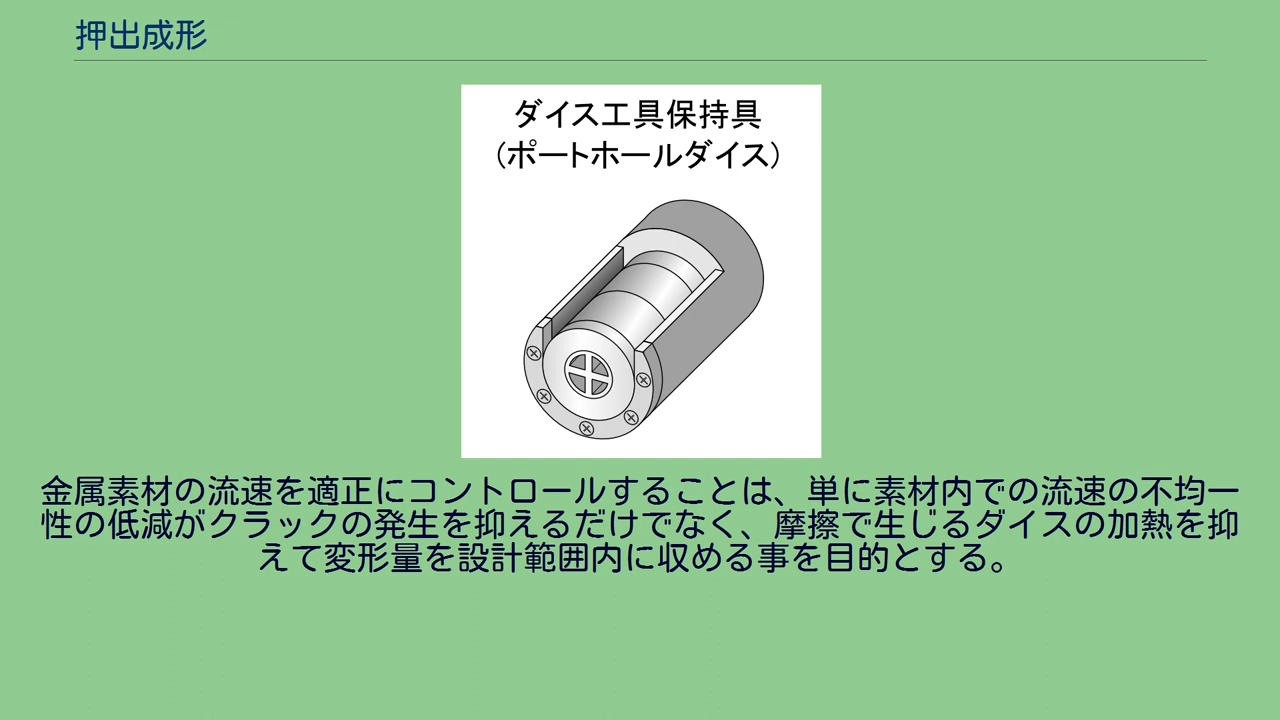 押出成形
ダイス工具保持具
(ポートホールダイス)
金属素材の流速を適正にコントロールすることは、単に素材内での流速の不均一
性の低減がクラックの発生を抑えるだけでなく、摩擦で生じるダイスの加熱を抑
えて変形量を設計範囲内に収める事を目的とする。